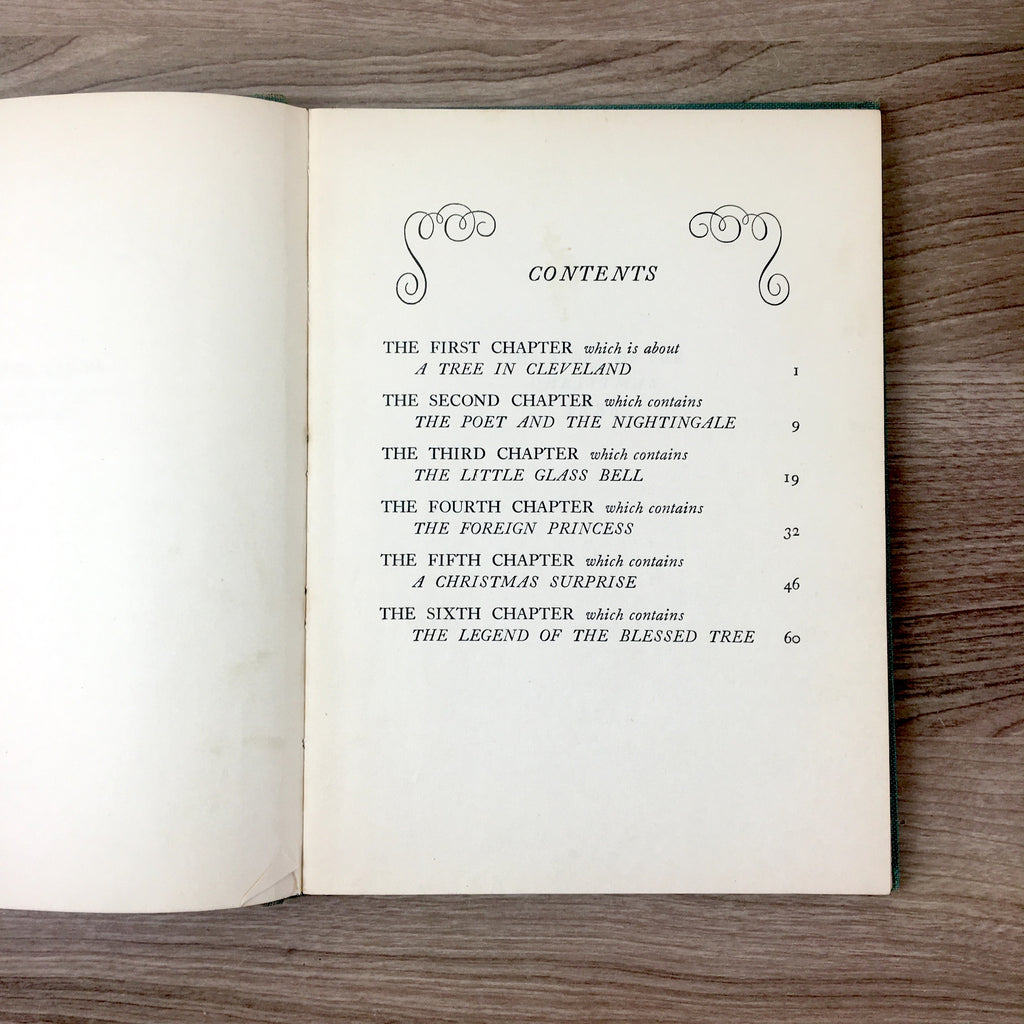 CONTENTS
THE FIRST CHAPTER which is about
A TREE IN CLEVELAND 1
THE SECOND CHAPTER which contains
THE POET AND THE NIGHTINGALE 9
THE THIRD CHAPTER which contains
THE LITTLE GLASS BELL 19
THE FOURTH CHAPTER which contains
THE FOREIGN PRINCESS 32
THE FIFTH CHAPTER which contains
A CHRISTMAS SURPRISE 46
THE SIXTH CHAPTER which contains
THE LEGEND OF THE BLESSED TREE 60